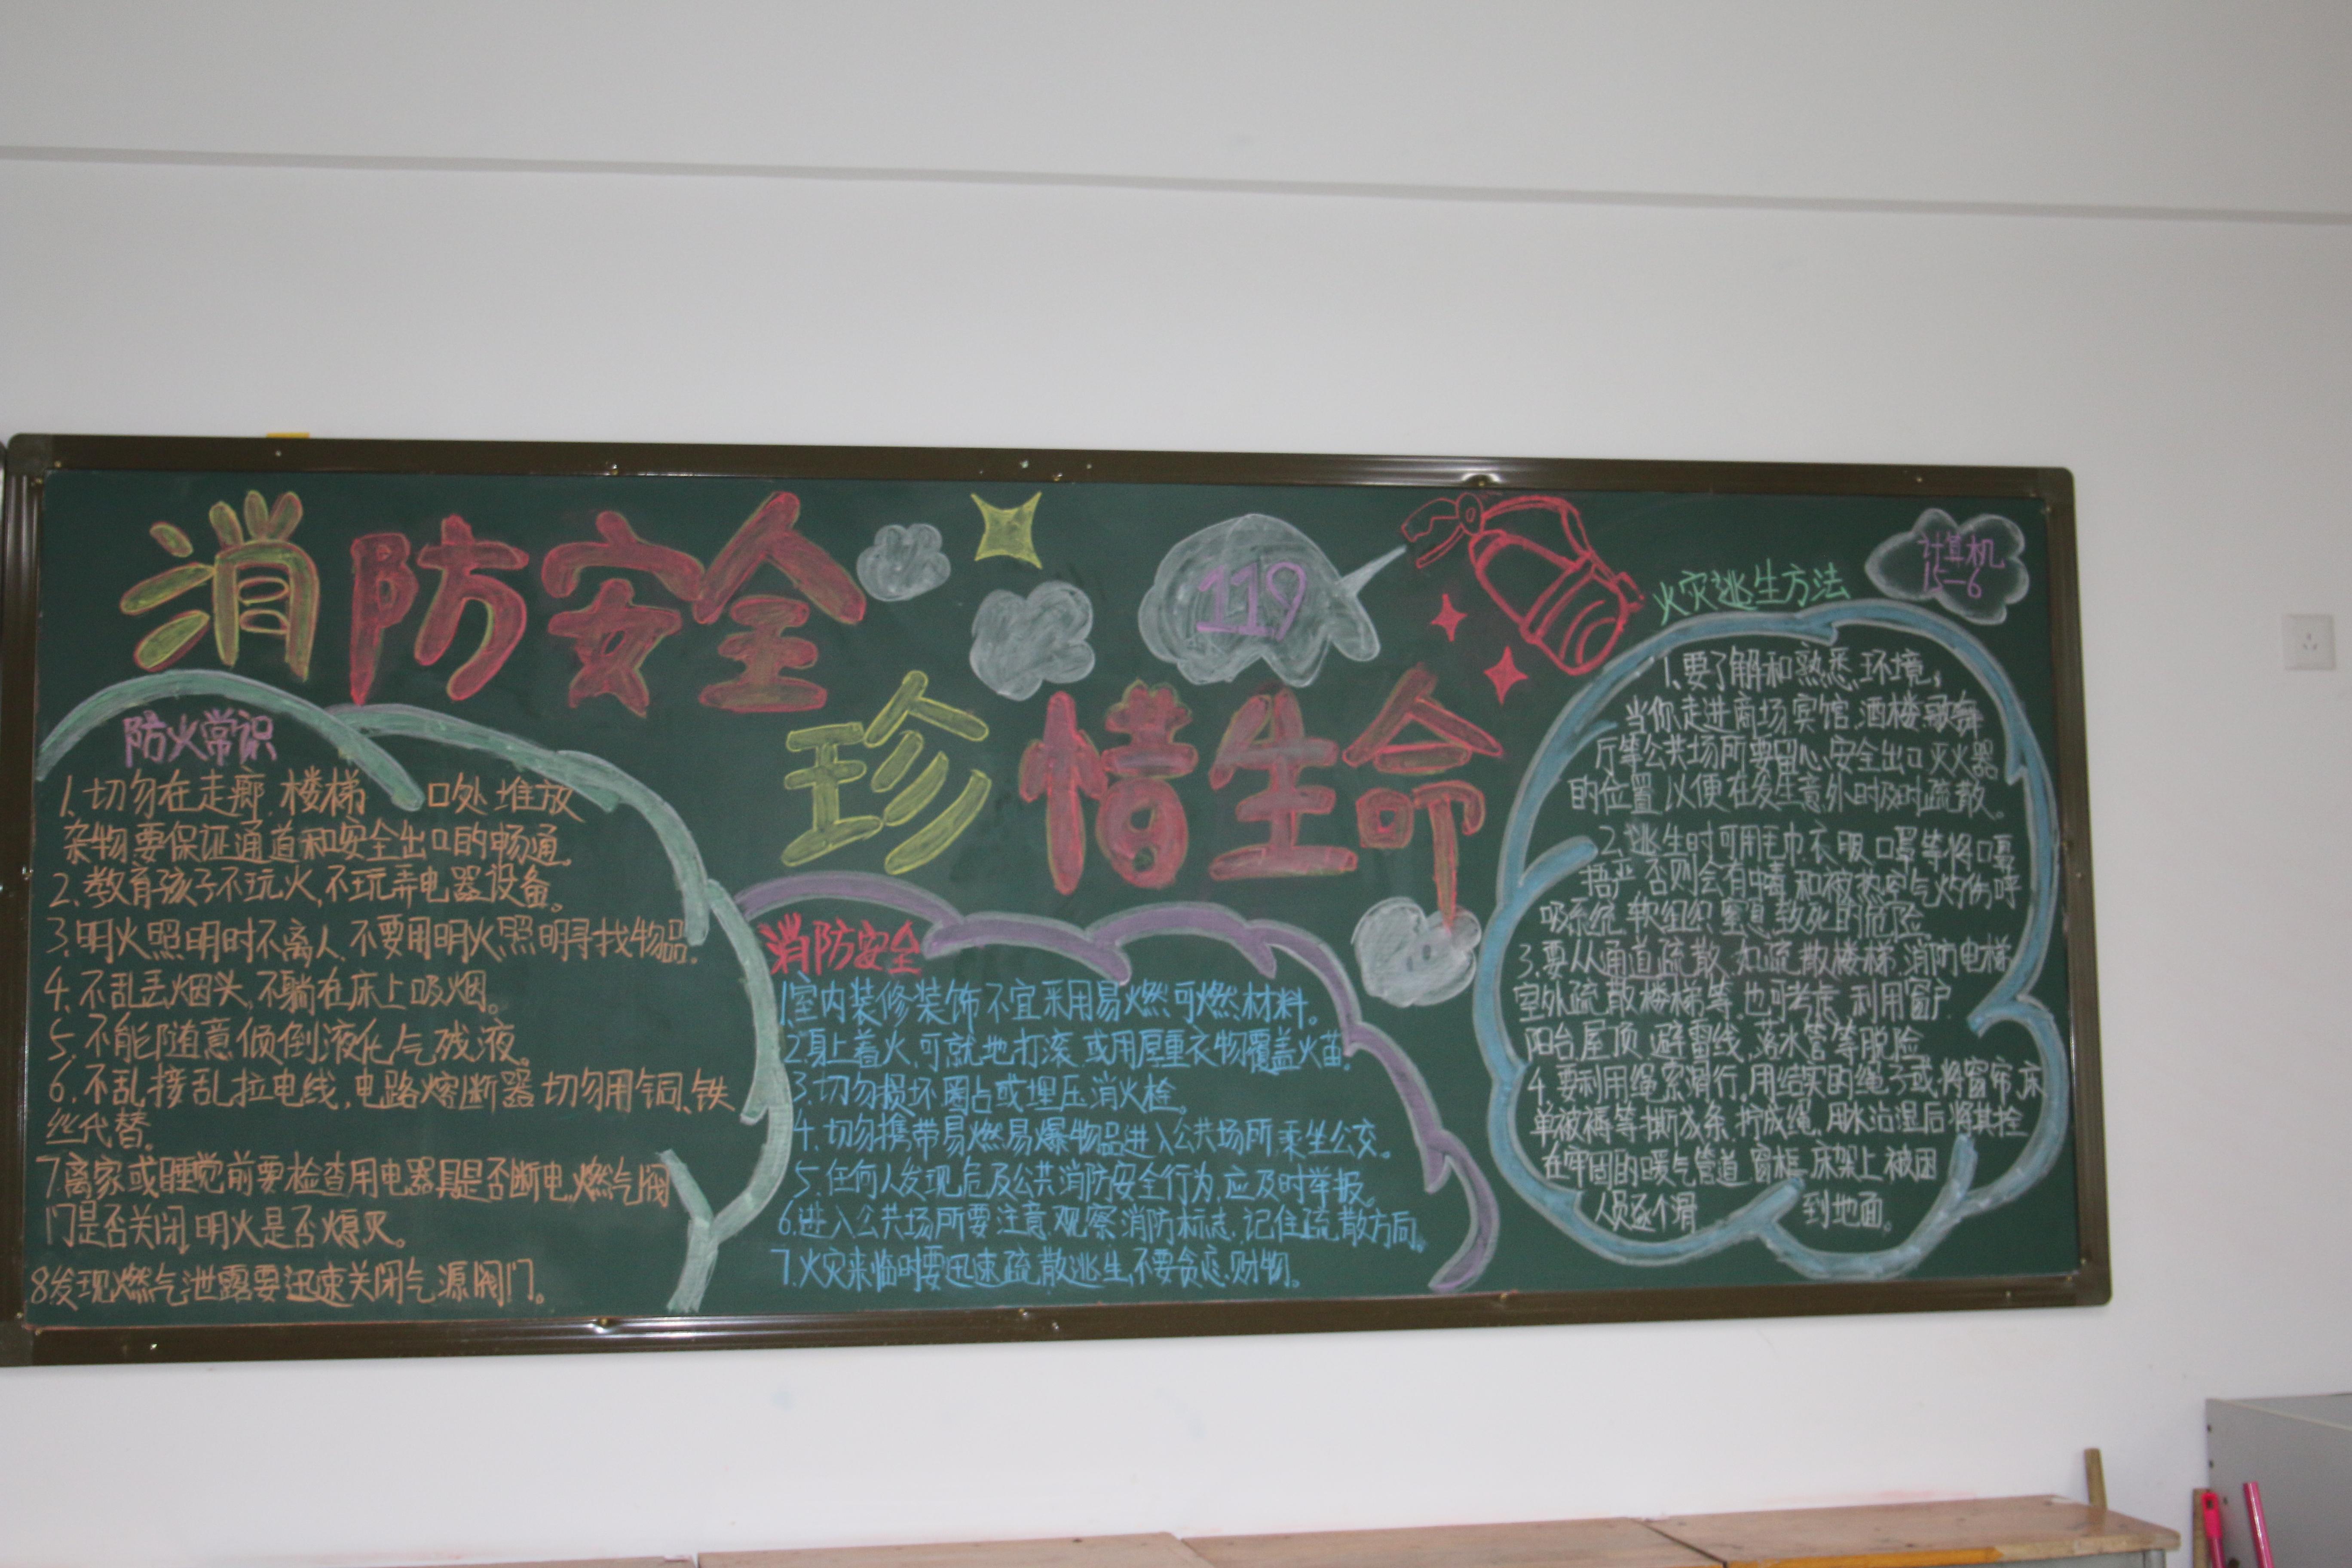 消防安全
珍惜生命
119
计算机
15-6
防火常识
1.切勿在走廊.楼梯口处堆放
杂物要保证通道和安全出口的畅通。
2.教育孩子不玩火,不玩弄电器设备。
3.明火照明时不离人.不要用明火照明寻找物品。
4.不乱丢烟头,不躺在床上吸烟。
5.不能随意倾倒液化气残液。
6.不乱接乱拉电线,电路熔断器切勿用铜、铁
丝代替。
7.离家或睡觉前要检查用电器具是否断电,燃气阀
门是否关闭,明火是否熄灭。
8发现燃气泄露要迅速关闭气源阀门。
消防安全
1.室内装修装饰不宜采用易燃可燃材料。
2.身上着火,可就地打滚.或用厚重衣物覆盖火苗。
3.切勿损坏圈占或埋压消火栓。
4.切勿携带易燃易爆物品进入公共场所乘坐公交。
5.任何人发现危及公共消防安全行为,应及时举报。
6.进入公共场所要注意观察消防标志,记住疏散方向。
7.火灾来临时要迅速疏散逃生,不要贪恋财物。
火灾逃生方法
1、要了解和熟悉环境,
当你走进商场宾馆.酒楼歌舞
厅等公共场所要留心安全出口灭火器
的位置以便在发生意外时及时疏散。
2.逃生时可用毛巾.衣服口罩等将口鼻
捂严否则会有中毒和被热空气灼伤呼
吸系统软组织窒息致死的危险
3.要从通道疏散,如疏散楼梯.消防电梯
室外疏散楼梯等,也可考虑利用窗户.
阳台屋顶避雷线,落水管等脱险
4.要利用绳索滑行,用结实的绳子或将窗帘,床
单被褥等撕成条,拧成绳,用水沾湿后将其拴
在牢固的暖气管道窗框.床架上被困
人员逐个滑到地面。